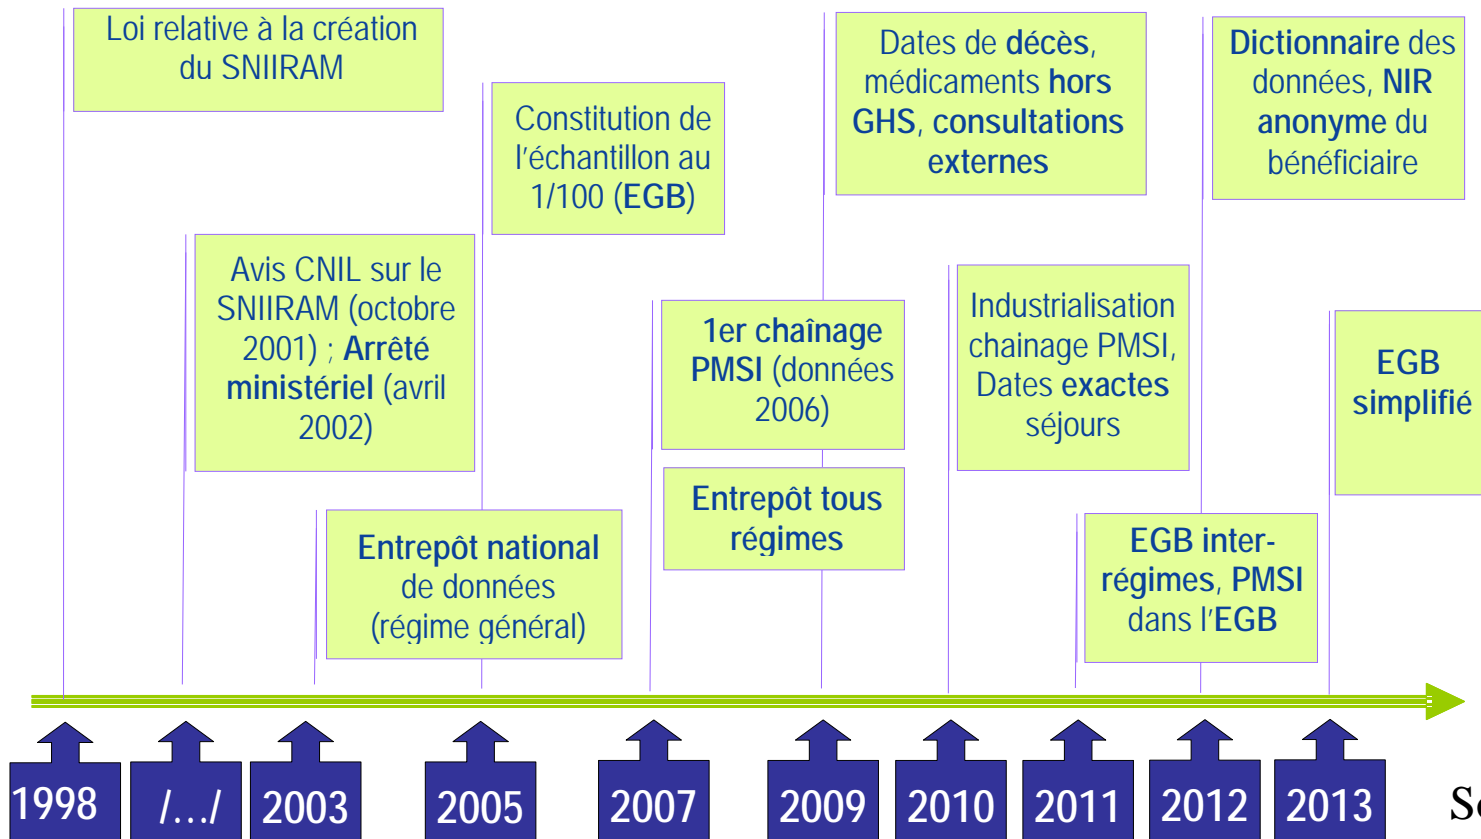 Loi relative à la création
du SNIIRAM
Avis CNIL sur le
SNIIRAM (octobre
2001) ; Arrêté
ministériel (avril
2002)
Entrepôt national
de données
(régime général)
Constitution de
l'échantillon au
1/100 (EGB)
1er chaînage
PMSI (données
2006)
Entrepôt tous
régimes
Dates de décès,
médicaments hors
GHS, consultations
externes
Industrialisation
chainage PMSI,
Dates exactes
séjours
EGB inter-
régimes, PMSI
dans l'EGB
Dictionnaire des
données, NIR
anonyme du
bénéficiaire
EGB
simplifié
1998
/…/
2003
2005
2007
2009
2010
2011
2012
2013